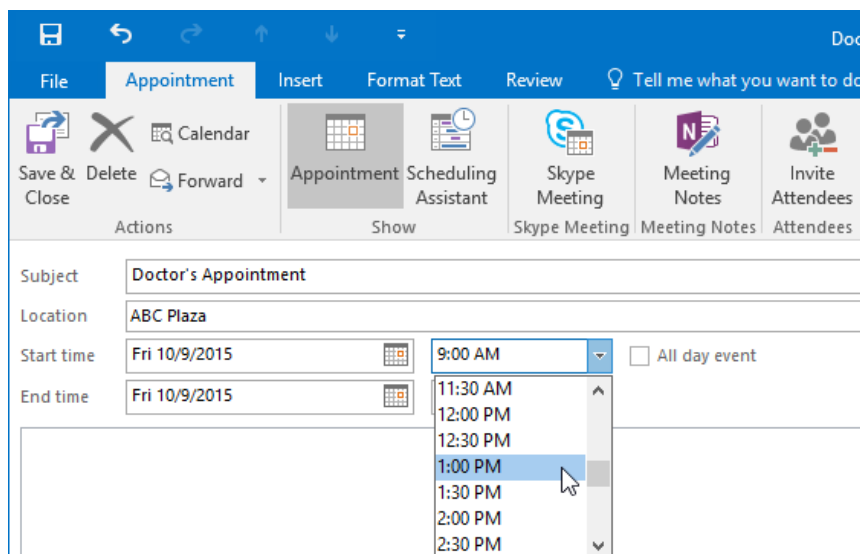 Doc
File Appointment Insert Format Text Review Tell me what you want to do
Calendar
Save & Close Delete Forward Appointment Scheduling Assistant Skype Meeting Meeting Notes Invite Attendees
Actions Show Skype Meeting Meeting Notes Attendees
Subject Doctor's Appointment
Location ABC Plaza
Start time Fri 10/9/2015 9:00 AM All day event
End time Fri 10/9/2015
11:30 AM
12:00 PM
12:30 PM
1:00 PM
1:30 PM
2:00 PM
2:30 PM